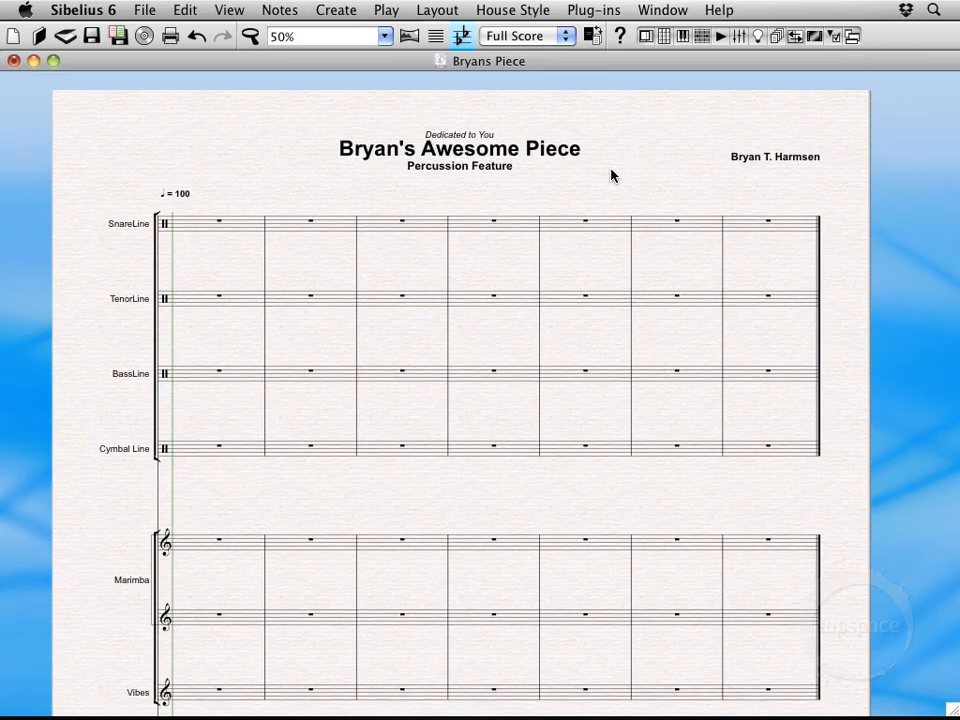 Sibelius 6 File Edit View Notes Create Play Layout House Style Plug-ins Window Help
50% Full Score ?
Bryans Piece
Dedicated to You
Bryan's Awesome Piece
Percussion Feature
Bryan T. Harmsen
♩ = 100
SnareLine
TenorLine
BassLine
Cymbal Line
Marimba
Vibes